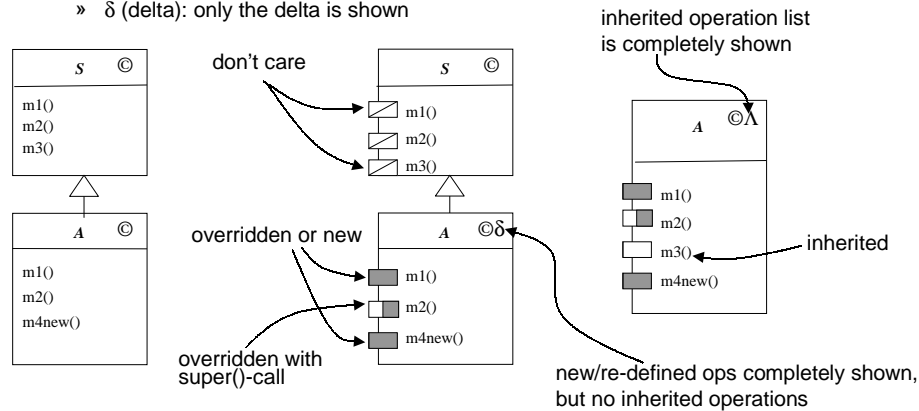 » δ (delta): only the delta is shown
S ©
m1()
m2()
m3()
A ©
m1()
m2()
m4new()
don't care
S ©
m1()
m2()
m3()
overridden or new
overridden with
super()-call
A ©δ
m1()
m2()
m4new()
new/re-defined ops completely shown,
but no inherited operations
inherited operation list
is completely shown
A ©Λ
m1()
m2()
m3()
m4new()
inherited